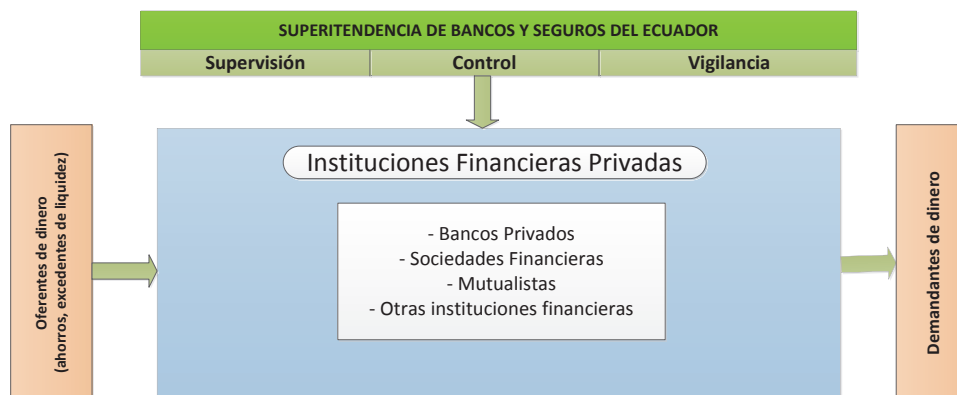 SUPERITENDENCIA DE BANCOS Y SEGUROS DEL ECUADOR
Supervisión
Control
Vigilancia
Oferentes de dinero
(ahorros, excedentes de liquidez)
Instituciones Financieras Privadas
- Bancos Privados
- Sociedades Financieras
- Mutualistas
- Otras instituciones financieras
Demandantes de dinero